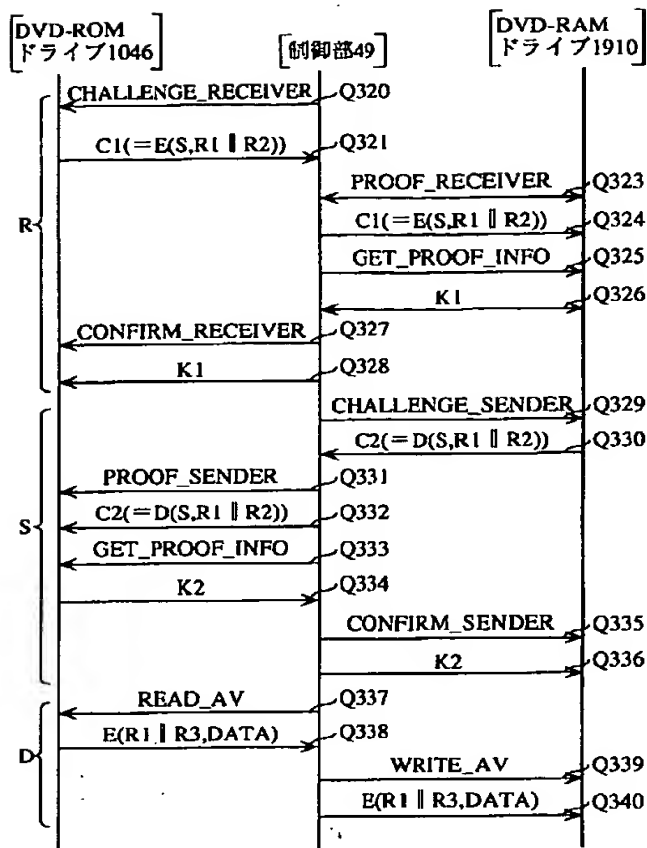 DVD-ROM
ドライブ1046
制御部49
DVD-RAM
ドライブ1910
CHALLENGE_RECEIVER Q320
C1(=E(S,R1 ∥ R2)) Q321
PROOF_RECEIVER Q323
R
C1(=E(S,R1 ∥ R2)) Q324
GET_PROOF_INFO Q325
K1 Q326
CONFIRM_RECEIVER Q327
K1 Q328
CHALLENGE_SENDER Q329
C2(=D(S,R1 ∥ R2)) Q330
PROOF_SENDER Q331
S
C2(=D(S,R1 ∥ R2)) Q332
GET_PROOF_INFO Q333
K2 Q334
CONFIRM_SENDER Q335
K2 Q336
READ_AV Q337
E(R1 ∥ R3,DATA) Q338
D
WRITE_AV Q339
E(R1 ∥ R3,DATA) Q340